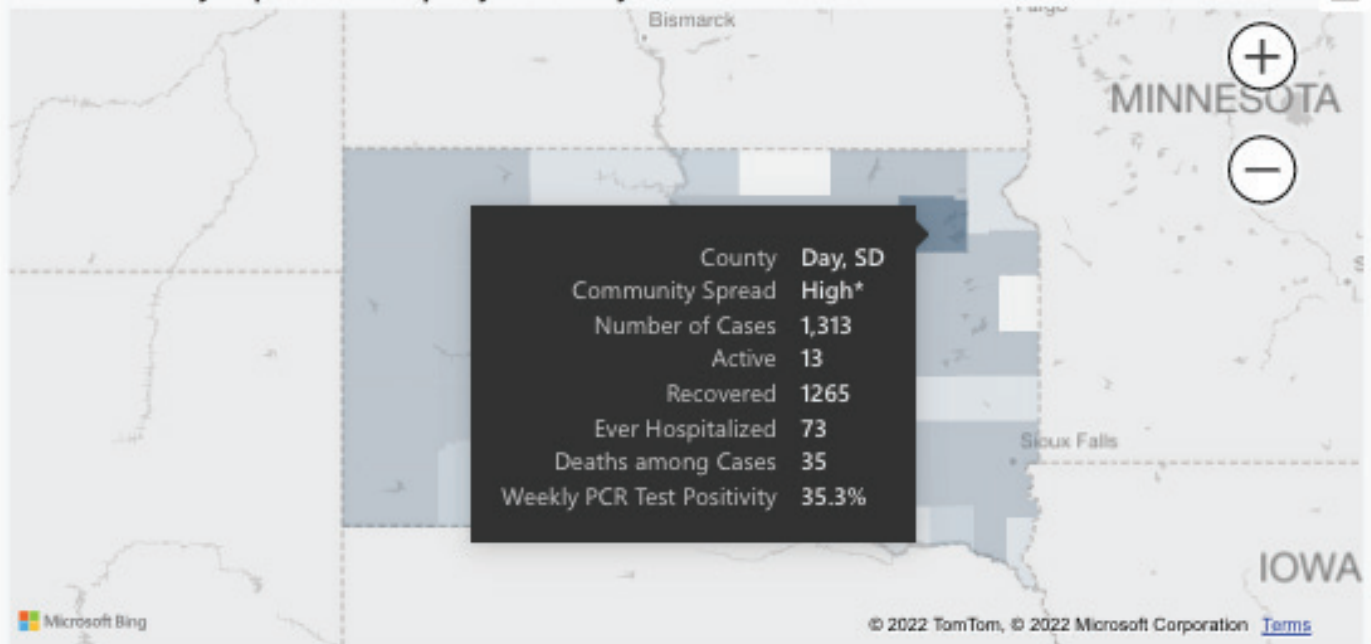 Bismarck
MINNESOTA
County Day, SD
Community Spread High*
Number of Cases 1,313
Active 13
Recovered 1265
Ever Hospitalized 73
Deaths among Cases 35
Weekly PCR Test Positivity 35.3%
Sioux Falls
IOWA
Microsoft Bing
© 2022 TomTom, © 2022 Microsoft Corporation Terms